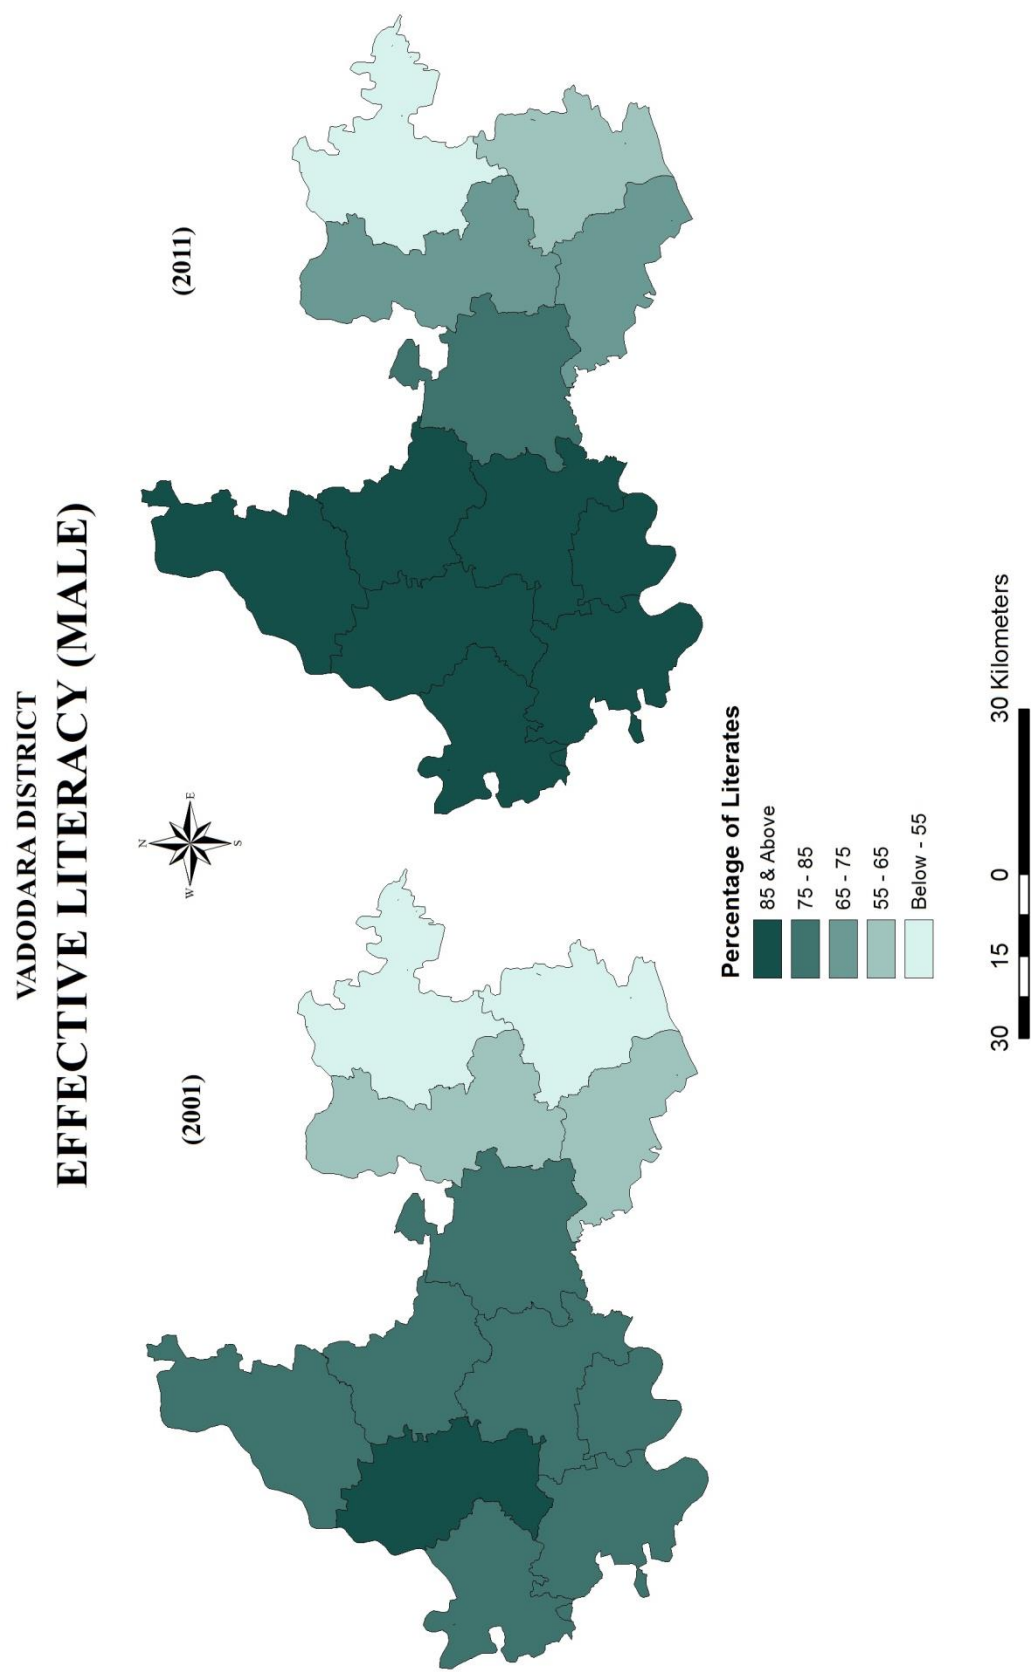 VADODARA DISTRICT
EFFECTIVE LITERACY (MALE)
(2001)
(2011)
N
W
E
S
Percentage of Literates
85 & Above
75 - 85
65 - 75
55 - 65
Below - 55
30 15 0 30 Kilometers